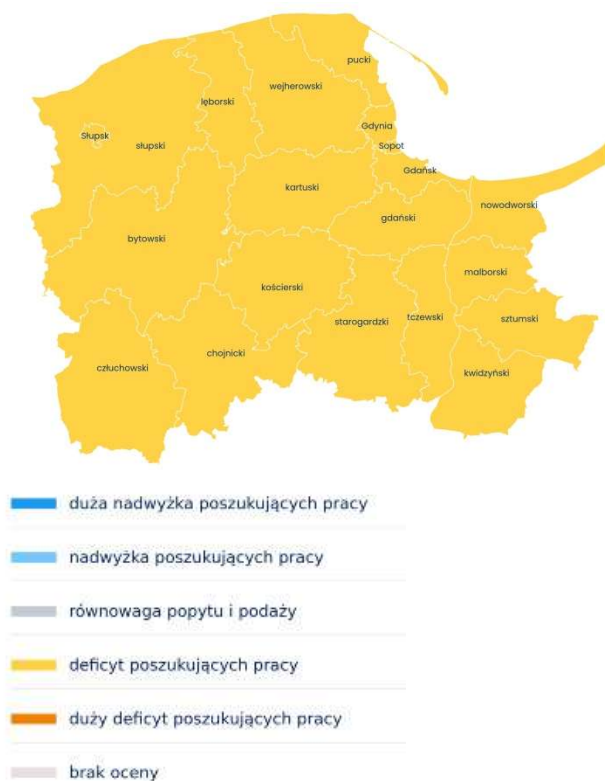 pucki
wejherowski
lęborski
Gdynia
Słupsk
słupski
Sopot
Gdańsk
kartuski
nowodworski
gdański
bytowski
malborski
kościerski
sztumski
starogardzki
tczewski
chojnicki
człuchowski
kwidzyński
duża nadwyżka poszukujących pracy
nadwyżka poszukujących pracy
równowaga popytu i podaży
deficyt poszukujących pracy
duży deficyt poszukujących pracy
brak oceny